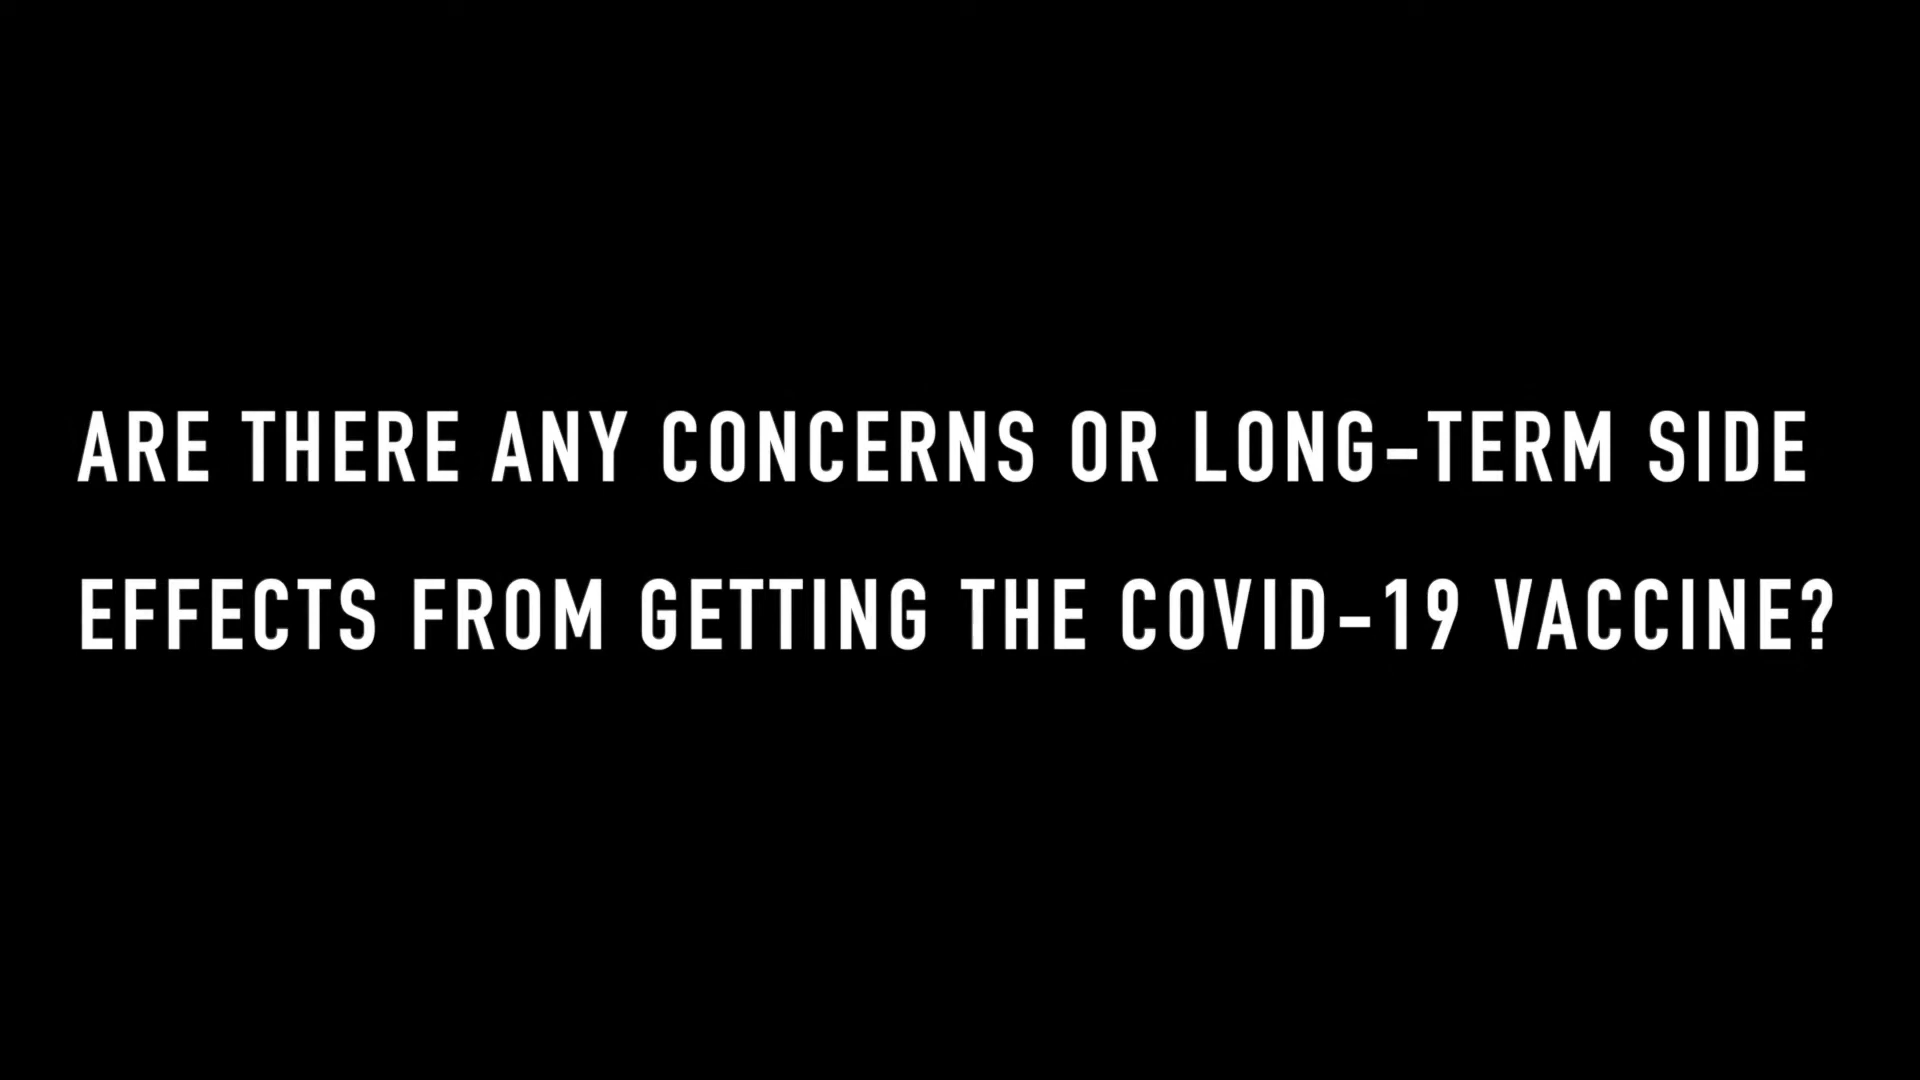 ARE THERE ANY CONCERNS OR LONG-TERM SIDE
EFFECTS FROM GETTING THE COVID-19 VACCINE?